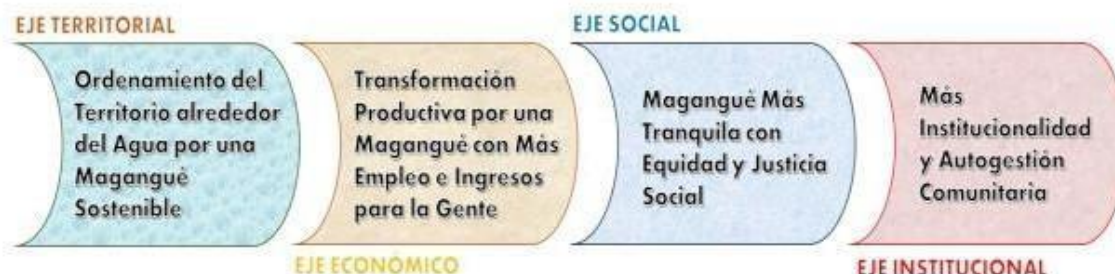 EJE TERRITORIAL
Ordenamiento del
Territorio alrededor
del Agua por una
Magangué
Sostenible
Transformación
Productiva por una
Magangué con Más
Empleo e Ingresos
para la Gente
EJE ECONÓMICO
EJE SOCIAL
Magangué Más
Tranquila con
Equidad y Justicia
Social
Más
Institucionalidad
y Autogestión
Comunitaria
EJE INSTITUCIONAL